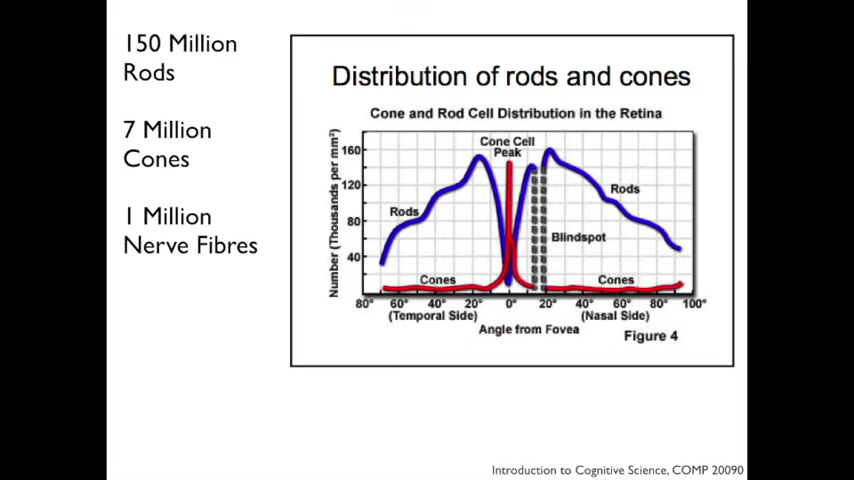 150 Million
Rods
7 Million
Cones
1 Million
Nerve Fibres
Distribution of rods and cones
Cone and Rod Cell Distribution in the Retina
Number (Thousands per mm²)
160
120
80
40
Cone Cell
Peak
Rods
Rods
Blindspot
Cones
Cones
80° 60° 40° 20° 0° 20° 40° 60° 80° 100°
(Temporal Side) (Nasal Side)
Angle from Fovea
Figure 4
Introduction to Cognitive Science, COMP 20090